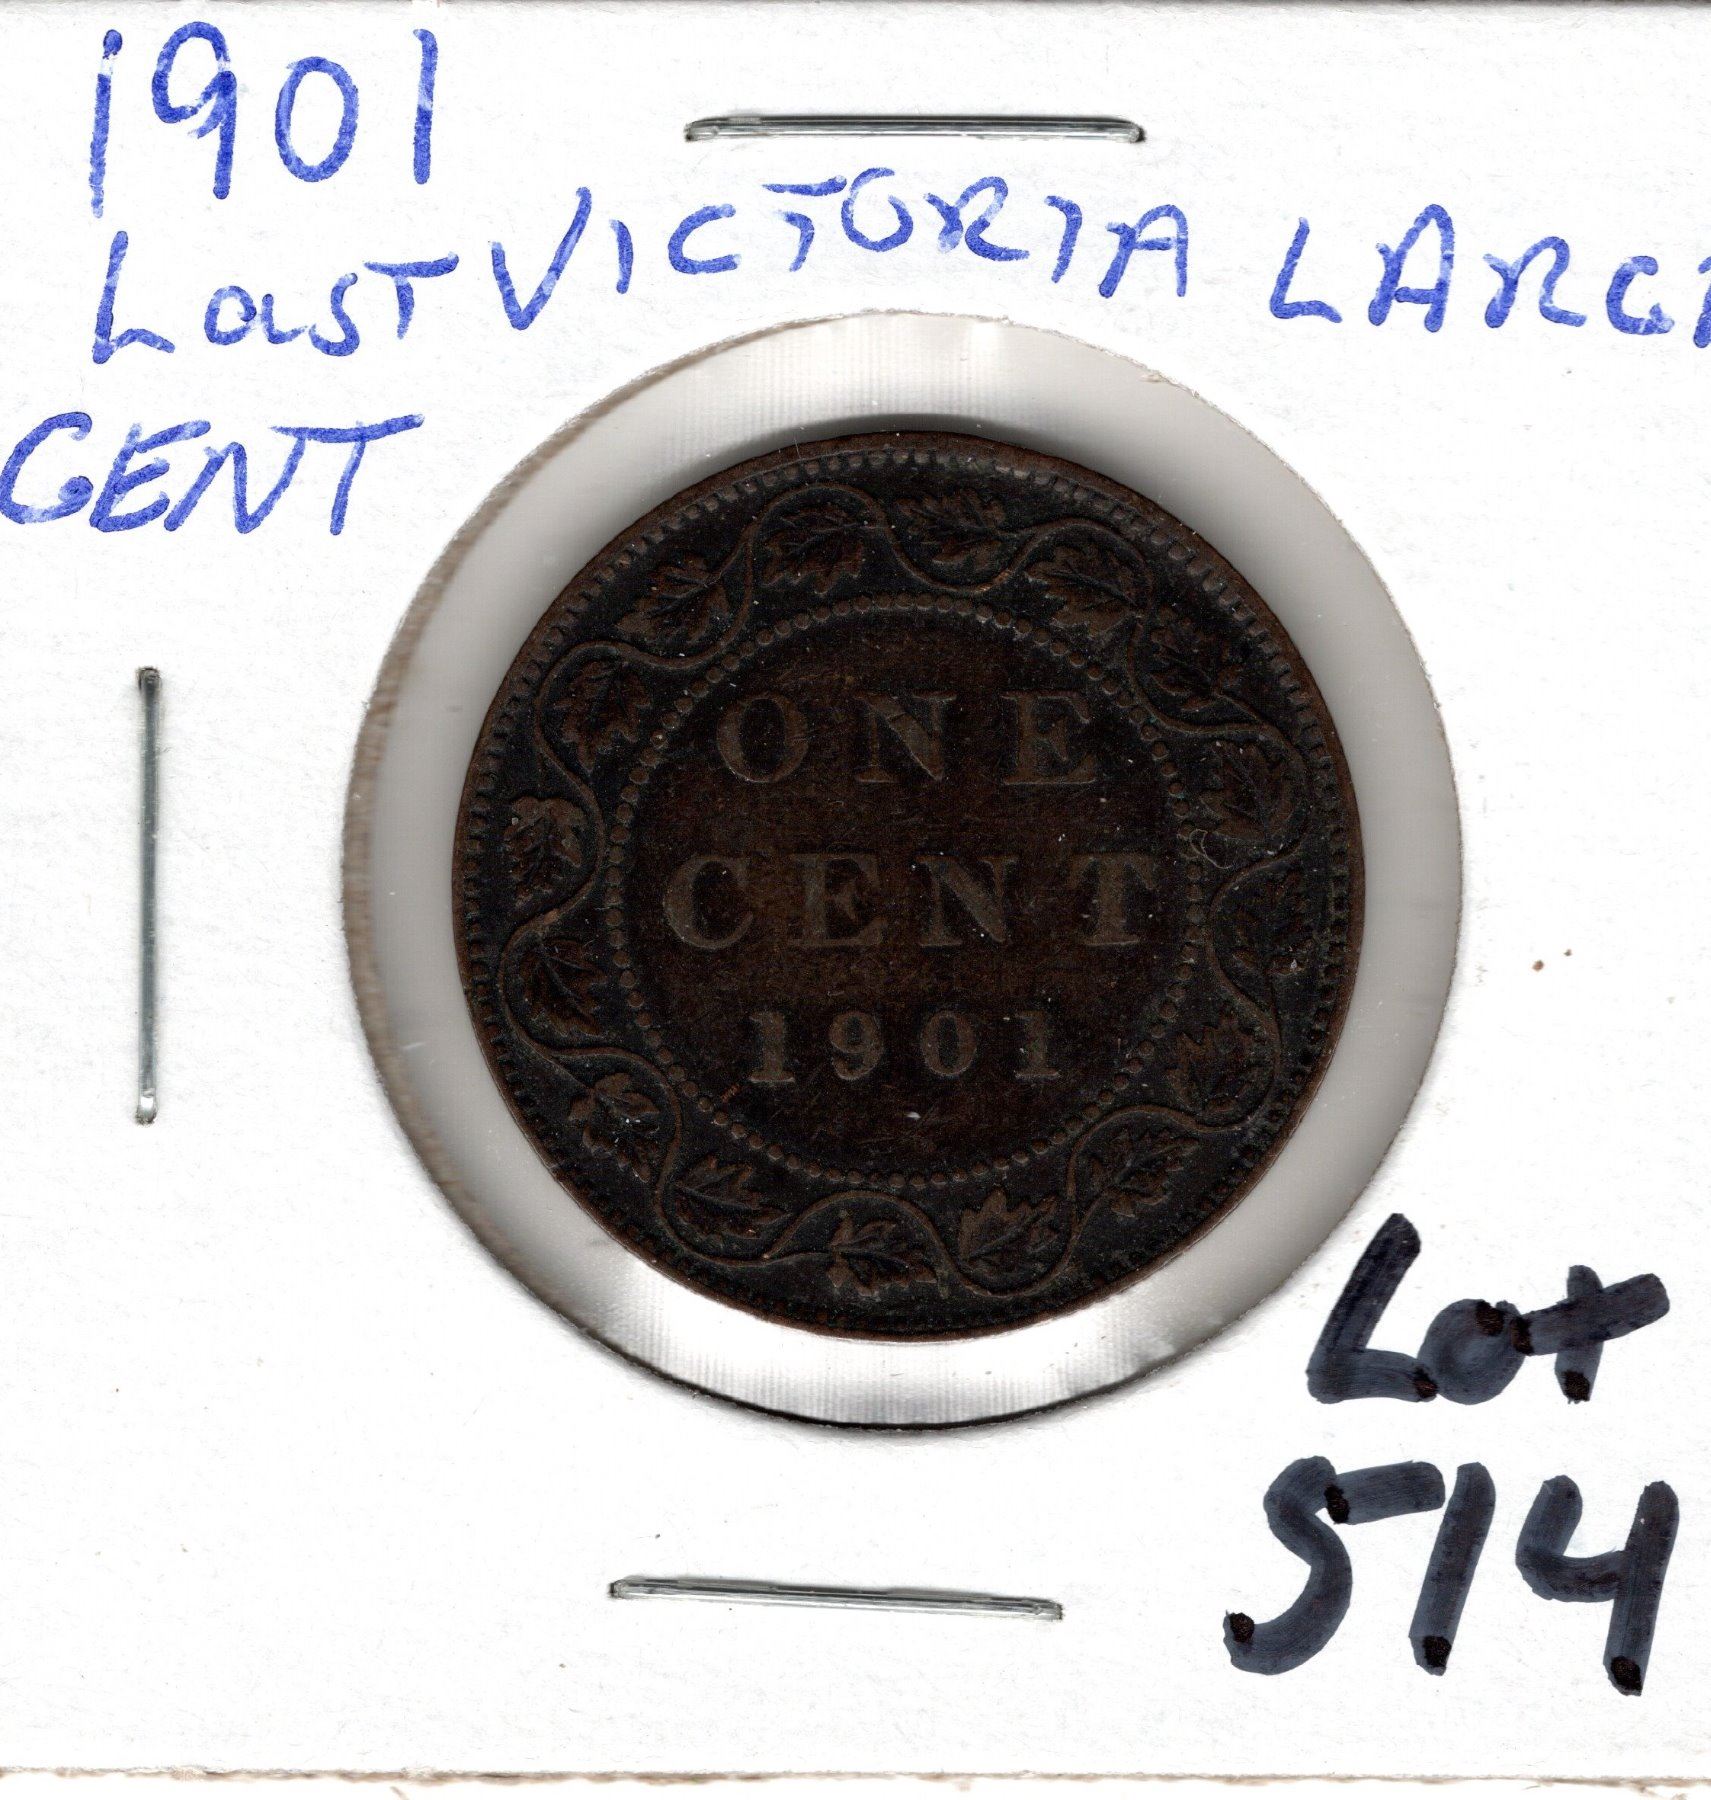 1901
Last VICTORIA LARGE
CENT
ONE
CENT
1901
Lot
514